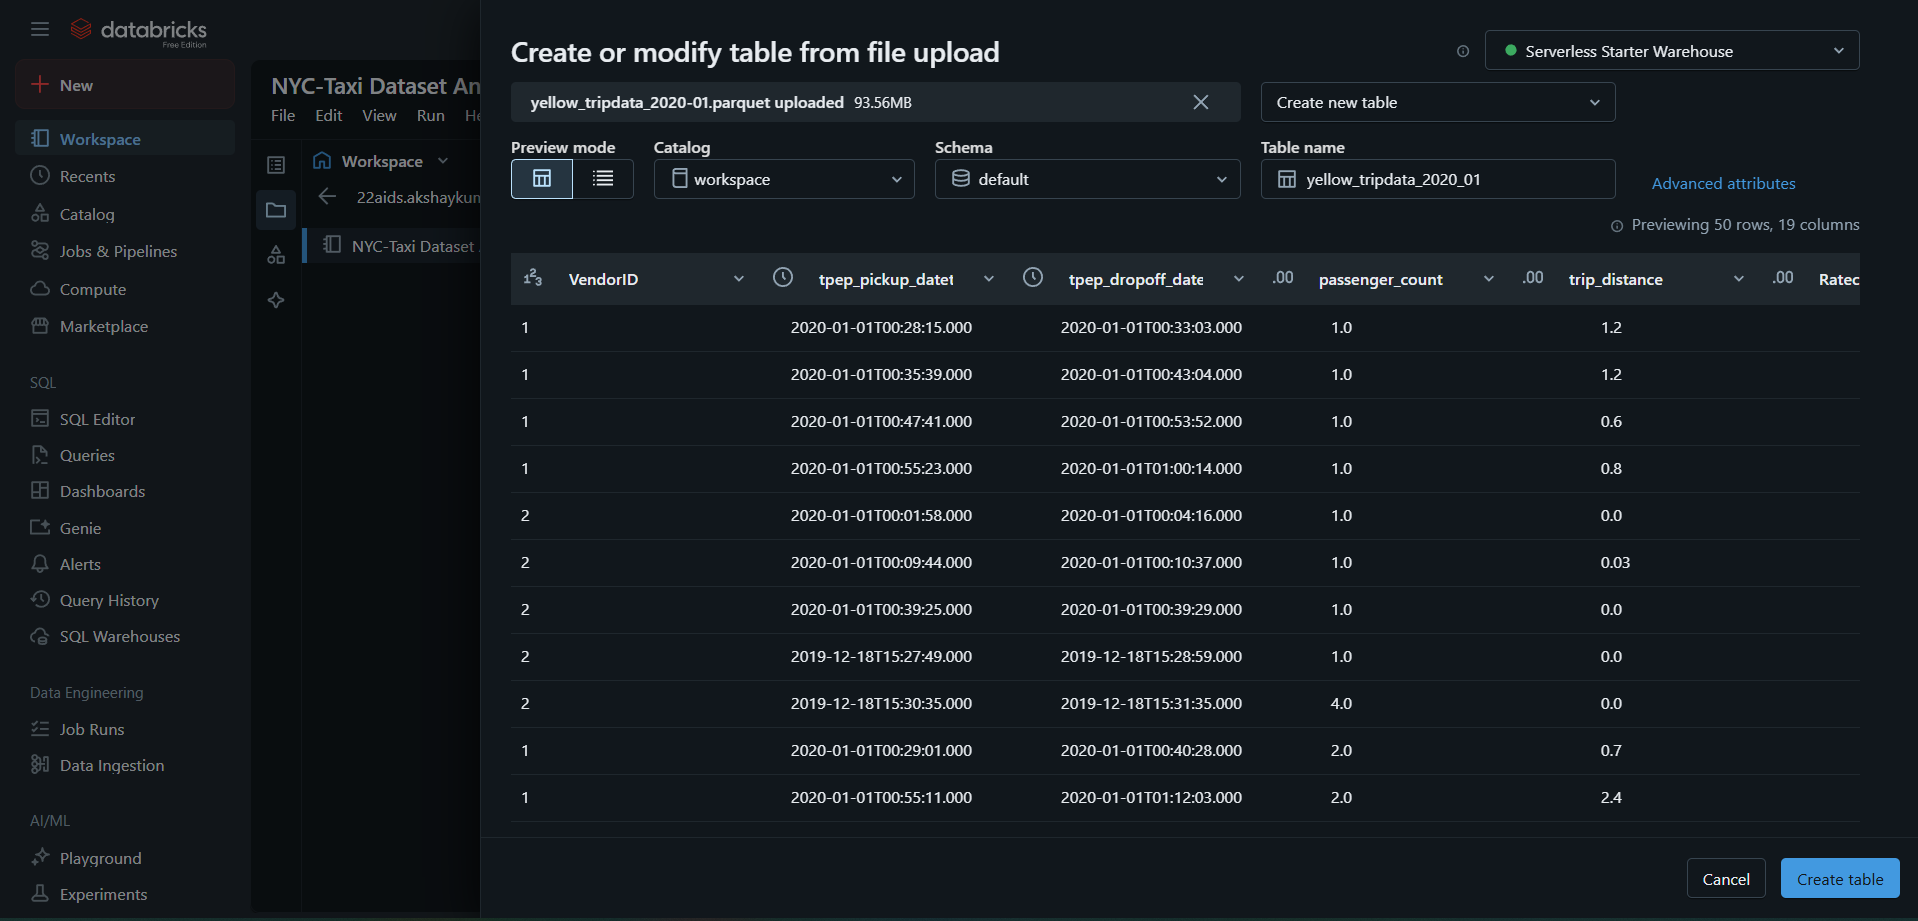 databricks
Free Edition
New
Workspace
Recents
Catalog
Jobs & Pipelines
Compute
Marketplace
SQL
SQL Editor
Queries
Dashboards
Genie
Alerts
Query History
SQL Warehouses
Data Engineering
Job Runs
Data Ingestion
AI/ML
Playground
Experiments
NYC-Taxi Dataset An
File Edit View Run He
Workspace
22aids.akshaykum
NYC-Taxi Dataset
Create or modify table from file upload
Serverless Starter Warehouse
yellow_tripdata_2020-01.parquet uploaded 93.56MB
Create new table
Preview mode Catalog Schema Table name
workspace default yellow_tripdata_2020_01 Advanced attributes
Previewing 50 rows, 19 columns
VendorID tpep_pickup_datet tpep_dropoff_date .00 passenger_count .00 trip_distance .00 Ratec
1 2020-01-01T00:28:15.000 2020-01-01T00:33:03.000 1.0 1.2
1 2020-01-01T00:35:39.000 2020-01-01T00:43:04.000 1.0 1.2
1 2020-01-01T00:47:41.000 2020-01-01T00:53:52.000 1.0 0.6
1 2020-01-01T00:55:23.000 2020-01-01T01:00:14.000 1.0 0.8
2 2020-01-01T00:01:58.000 2020-01-01T00:04:16.000 1.0 0.0
2 2020-01-01T00:09:44.000 2020-01-01T00:10:37.000 1.0 0.03
2 2020-01-01T00:39:25.000 2020-01-01T00:39:29.000 1.0 0.0
2 2019-12-18T15:27:49.000 2019-12-18T15:28:59.000 1.0 0.0
2 2019-12-18T15:30:35.000 2019-12-18T15:31:35.000 4.0 0.0
1 2020-01-01T00:29:01.000 2020-01-01T00:40:28.000 2.0 0.7
1 2020-01-01T00:55:11.000 2020-01-01T01:12:03.000 2.0 2.4
Cancel Create table